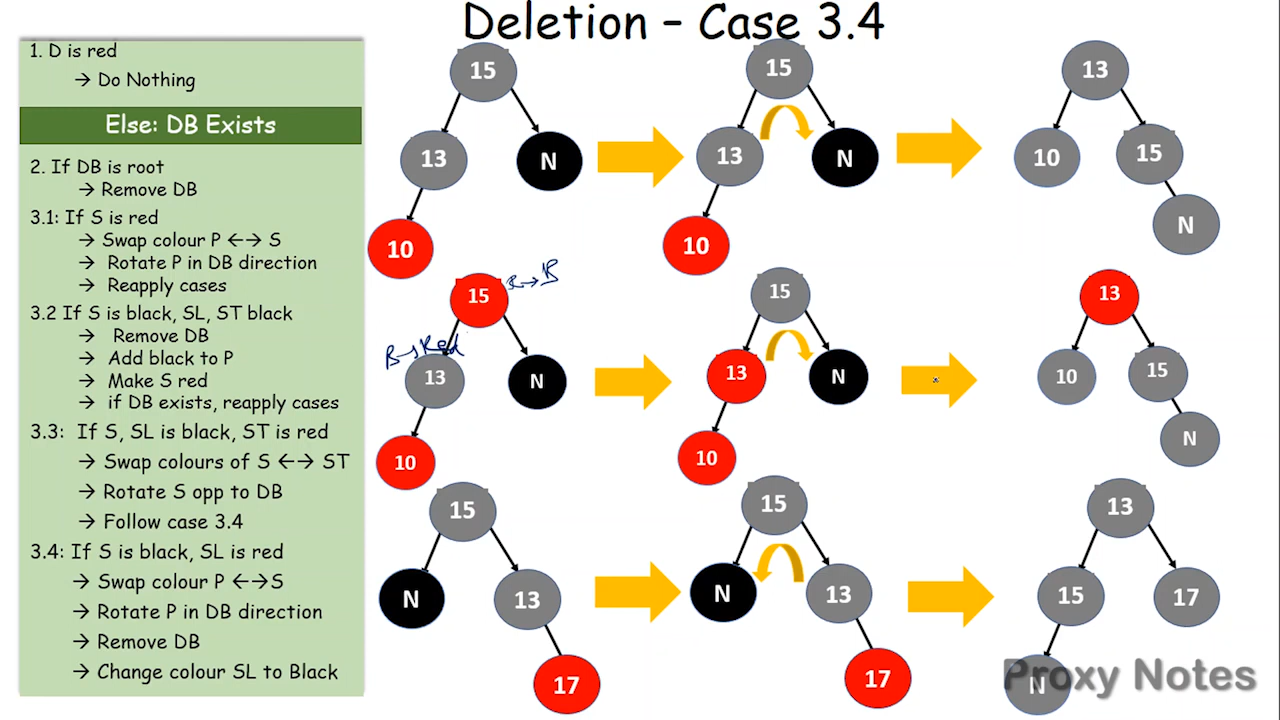 Deletion – Case 3.4
1. D is red
→ Do Nothing
Else: DB Exists
2. If DB is root
→ Remove DB
3.1: If S is red
→ Swap colour P ←→ S
→ Rotate P in DB direction
→ Reapply cases
3.2 If S is black, SL, ST black
→ Remove DB
→ Add black to P
→ Make S red
→ if DB exists, reapply cases
3.3: If S, SL is black, ST is red
→ Swap colours of S ←→ ST
→ Rotate S opp to DB
→ Follow case 3.4
3.4: If S is black, SL is red
→ Swap colour P ←→S
→ Rotate P in DB direction
→ Remove DB
→ Change colour SL to Black
15
13 N
10
15
13 N
10
13
10 15
N
15 R→B
B→Red
13 N
10
15
13 N
10
13
10 15
N
15
N 13
17
15
N 13
17
13
15 17
N
Proxy Notes